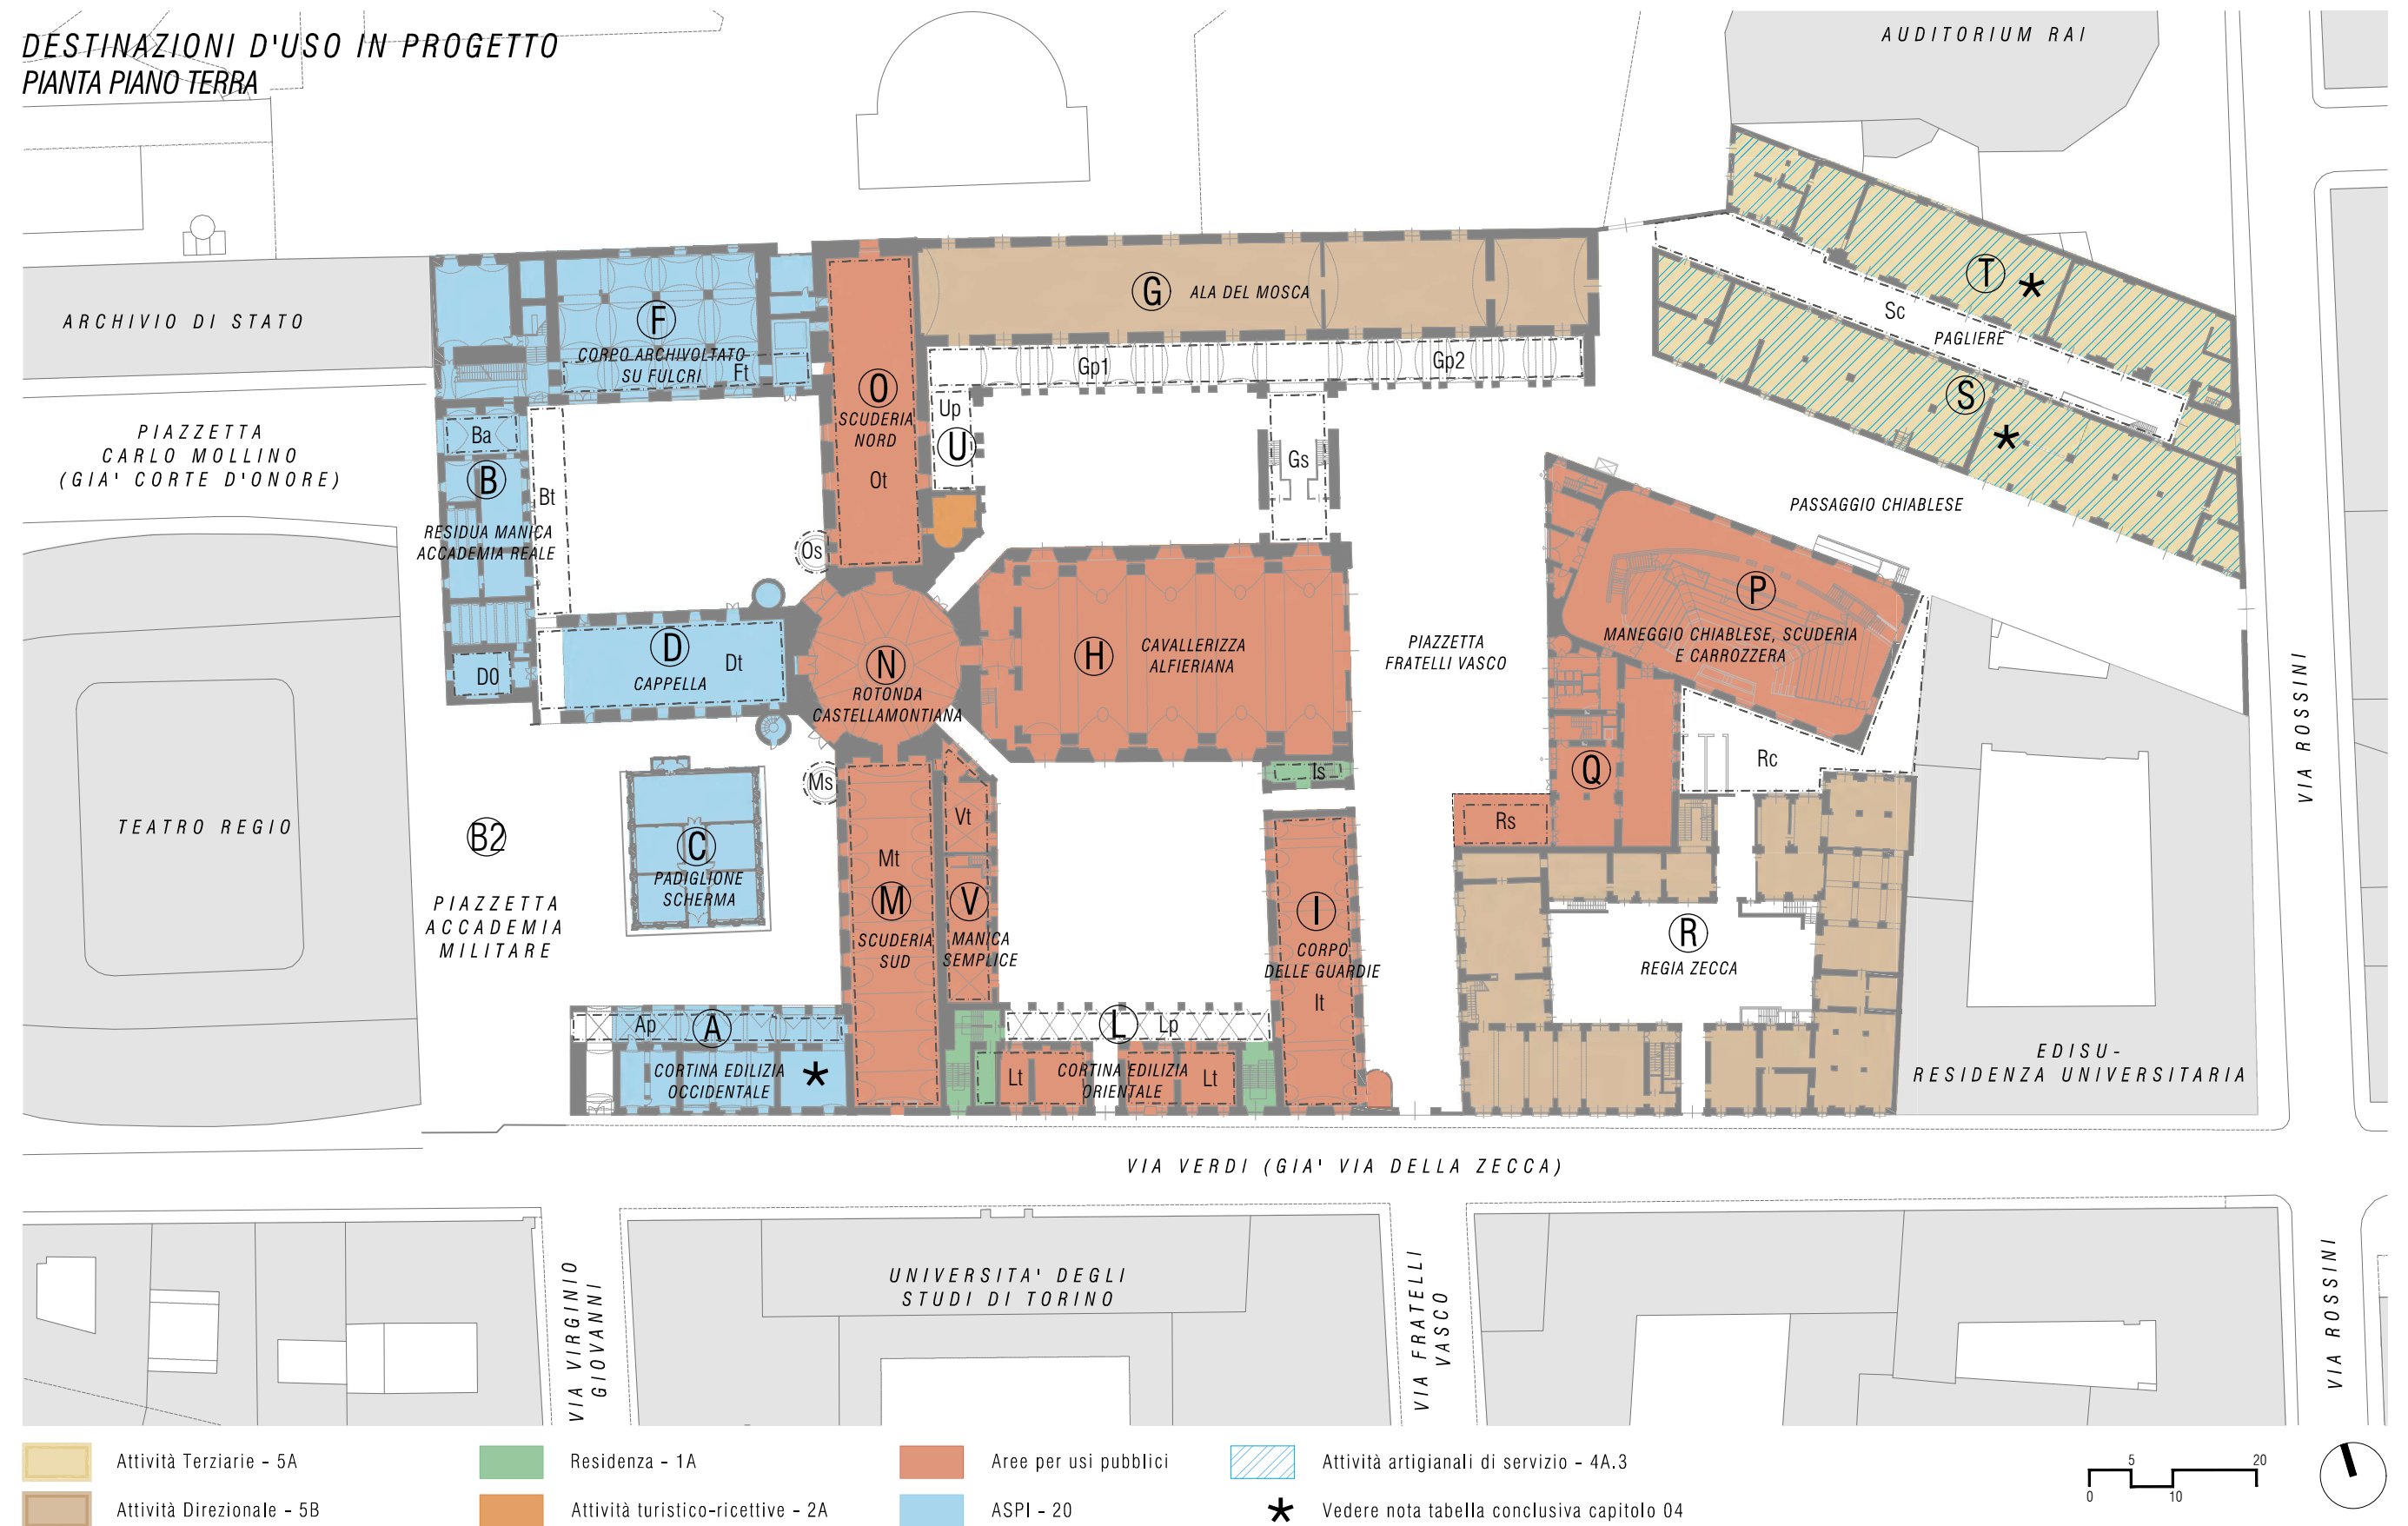 DESTINAZIONI D'USO IN PROGETTO
PIANTA PIANO TERRA
AUDITORIUM RAI
ARCHIVIO DI STATO
F
CORPO ARCHIVOLTATO
SU FULCRI
Ft
G
ALA DEL MOSCA
Gp1
Gp2
T
*
Sc
PAGLIERE
S
*
O
SCUDERIA
NORD
Ot
Up
U
Gs
PIAZZETTA
CARLO MOLLINO
(GIA' CORTE D'ONORE)
Ba
B
Bt
RESIDUA MANICA
ACCADEMIA REALE
Os
PASSAGGIO CHIABLESE
P
MANEGGIO CHIABLESE, SCUDERIA
E CARROZZERA
D
Dt
CAPPELLA
D0
N
ROTONDA
CASTELLAMONTIANA
H
CAVALLERIZZA
ALFIERIANA
PIAZZETTA
FRATELLI VASCO
VIA ROSSINI
Ms
Is
Q
Rc
Rs
Vt
TEATRO REGIO
B2
C
PADIGLIONE
SCHERMA
PIAZZETTA
ACCADEMIA
MILITARE
Mt
M
SCUDERIA
SUD
V
MANICA
SEMPLICE
I
CORPO
DELLE GUARDIE
It
R
REGIA ZECCA
Ap
A
CORTINA EDILIZIA
OCCIDENTALE
*
L
Lp
Lt
CORTINA EDILIZIA
ORIENTALE
Lt
EDISU-
RESIDENZA UNIVERSITARIA
VIA VERDI (GIA' VIA DELLA ZECCA)
VIA VIRGINIO
GIOVANNI
UNIVERSITA' DEGLI
STUDI DI TORINO
VIA FRATELLI
VASCO
VIA ROSSINI
Attività Terziarie - 5A
Residenza - 1A
Aree per usi pubblici
Attività artigianali di servizio - 4A.3
Attività Direzionale - 5B
Attività turistico-ricettive - 2A
ASPI - 20
* Vedere nota tabella conclusiva capitolo 04
5 20
0 10